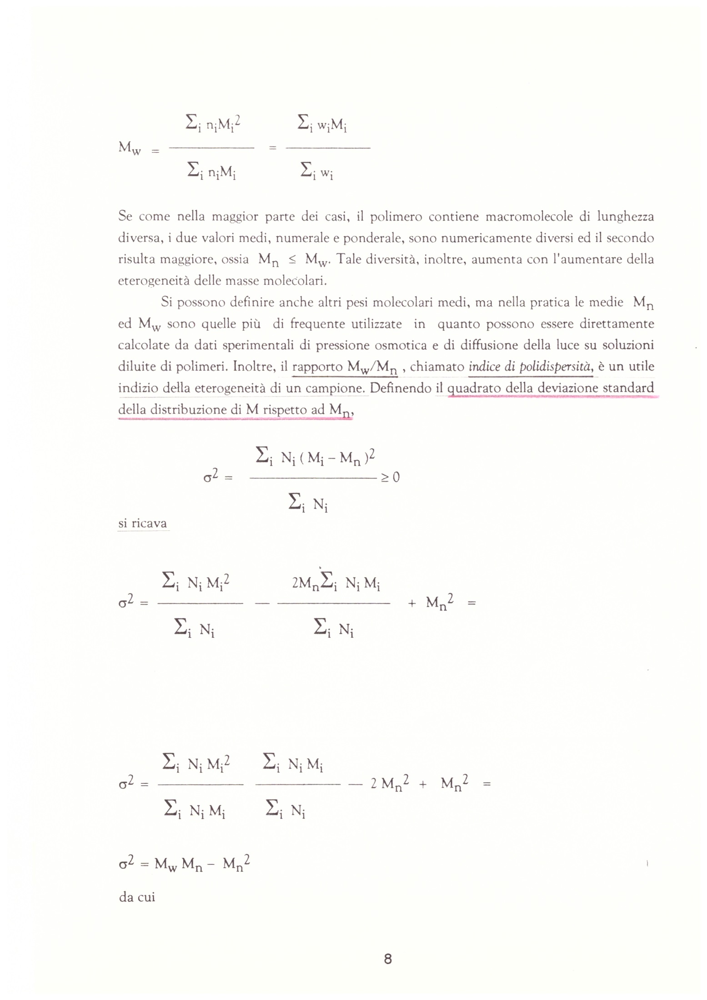 Σi niMi2 Σi wiMi
Mw = ———— = ————
Σi niMi Σi wi
Se come nella maggior parte dei casi, il polimero contiene macromolecole di lunghezza
diversa, i due valori medi, numerale e ponderale, sono numericamente diversi ed il secondo
risulta maggiore, ossia Mn ≤ Mw. Tale diversità, inoltre, aumenta con l'aumentare della
eterogeneità delle masse molecolari.
Si possono definire anche altri pesi molecolari medi, ma nella pratica le medie Mn
ed Mw sono quelle più di frequente utilizzate in quanto possono essere direttamente
calcolate da dati sperimentali di pressione osmotica e di diffusione della luce su soluzioni
diluite di polimeri. Inoltre, il rapporto Mw/Mn , chiamato indice di polidispersità, è un utile
indizio della eterogeneità di un campione. Definendo il quadrato della deviazione standard
della distribuzione di M rispetto ad Mn,
Σi Ni ( Mi – Mn )2
σ2 = ———— ≥ 0
Σi Ni
si ricava
Σi Ni Mi2 2MnΣi Ni Mi
σ2 = ———— — ———— + Mn2 =
Σi Ni Σi Ni
Σi Ni Mi2 Σi Ni Mi
σ2 = ———— ———— — 2 Mn2 + Mn2 =
Σi Ni Mi Σi Ni
σ2 = Mw Mn – Mn2
da cui
8